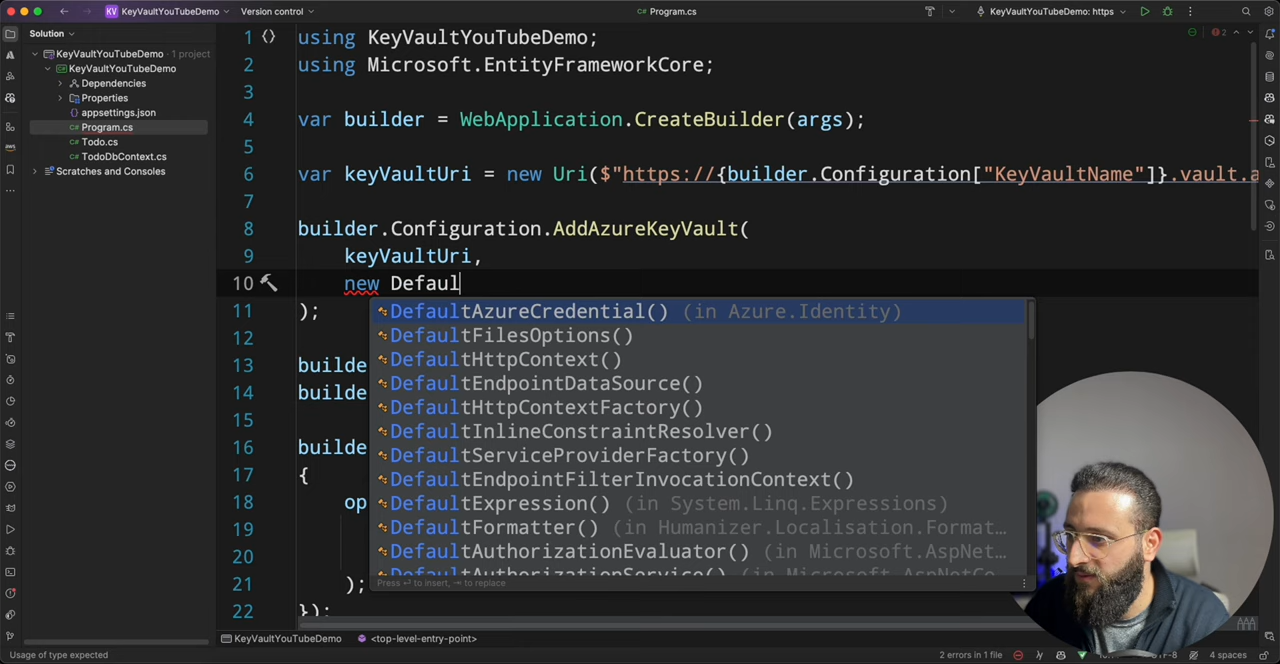 KV KeyVaultYouTubeDemo
Version control
Program.cs
KeyVaultYouTubeDemo: https
Solution
KeyVaultYouTubeDemo · 1 project
KeyVaultYouTubeDemo
Dependencies
Properties
appsettings.json
Program.cs
Todo.cs
TodoDbContext.cs
Scratches and Consoles
aws
2
1 using KeyVaultYouTubeDemo;
2 using Microsoft.EntityFrameworkCore;
3
4 var builder = WebApplication.CreateBuilder(args);
5
6 var keyVaultUri = new Uri($"https://{builder.Configuration["KeyVaultName"]}.vault.a
7
8 builder.Configuration.AddAzureKeyVault(
9 keyVaultUri,
10 new Defaul
11 );
12
13 builde
14 builde
15
16 builde
17 {
18 op
19
20
21 );
22 });
DefaultAzureCredential() (in Azure.Identity)
DefaultFilesOptions()
DefaultHttpContext()
DefaultEndpointDataSource()
DefaultHttpContextFactory()
DefaultInlineConstraintResolver()
DefaultServiceProviderFactory()
DefaultEndpointFilterInvocationContext()
DefaultExpression() (in System.Linq.Expressions)
DefaultFormatter() (in Humanizer.Localisation.Format…
DefaultAuthorizationEvaluator() (in Microsoft.AspNet…
DefaultAuthorizationService() (in Microsoft.AspNetCo
Press ⏎ to insert, ⇥ to replace
KeyVaultYouTubeDemo
<top-level-entry-point>
Usage of type expected
2 errors in 1 file
4 spaces